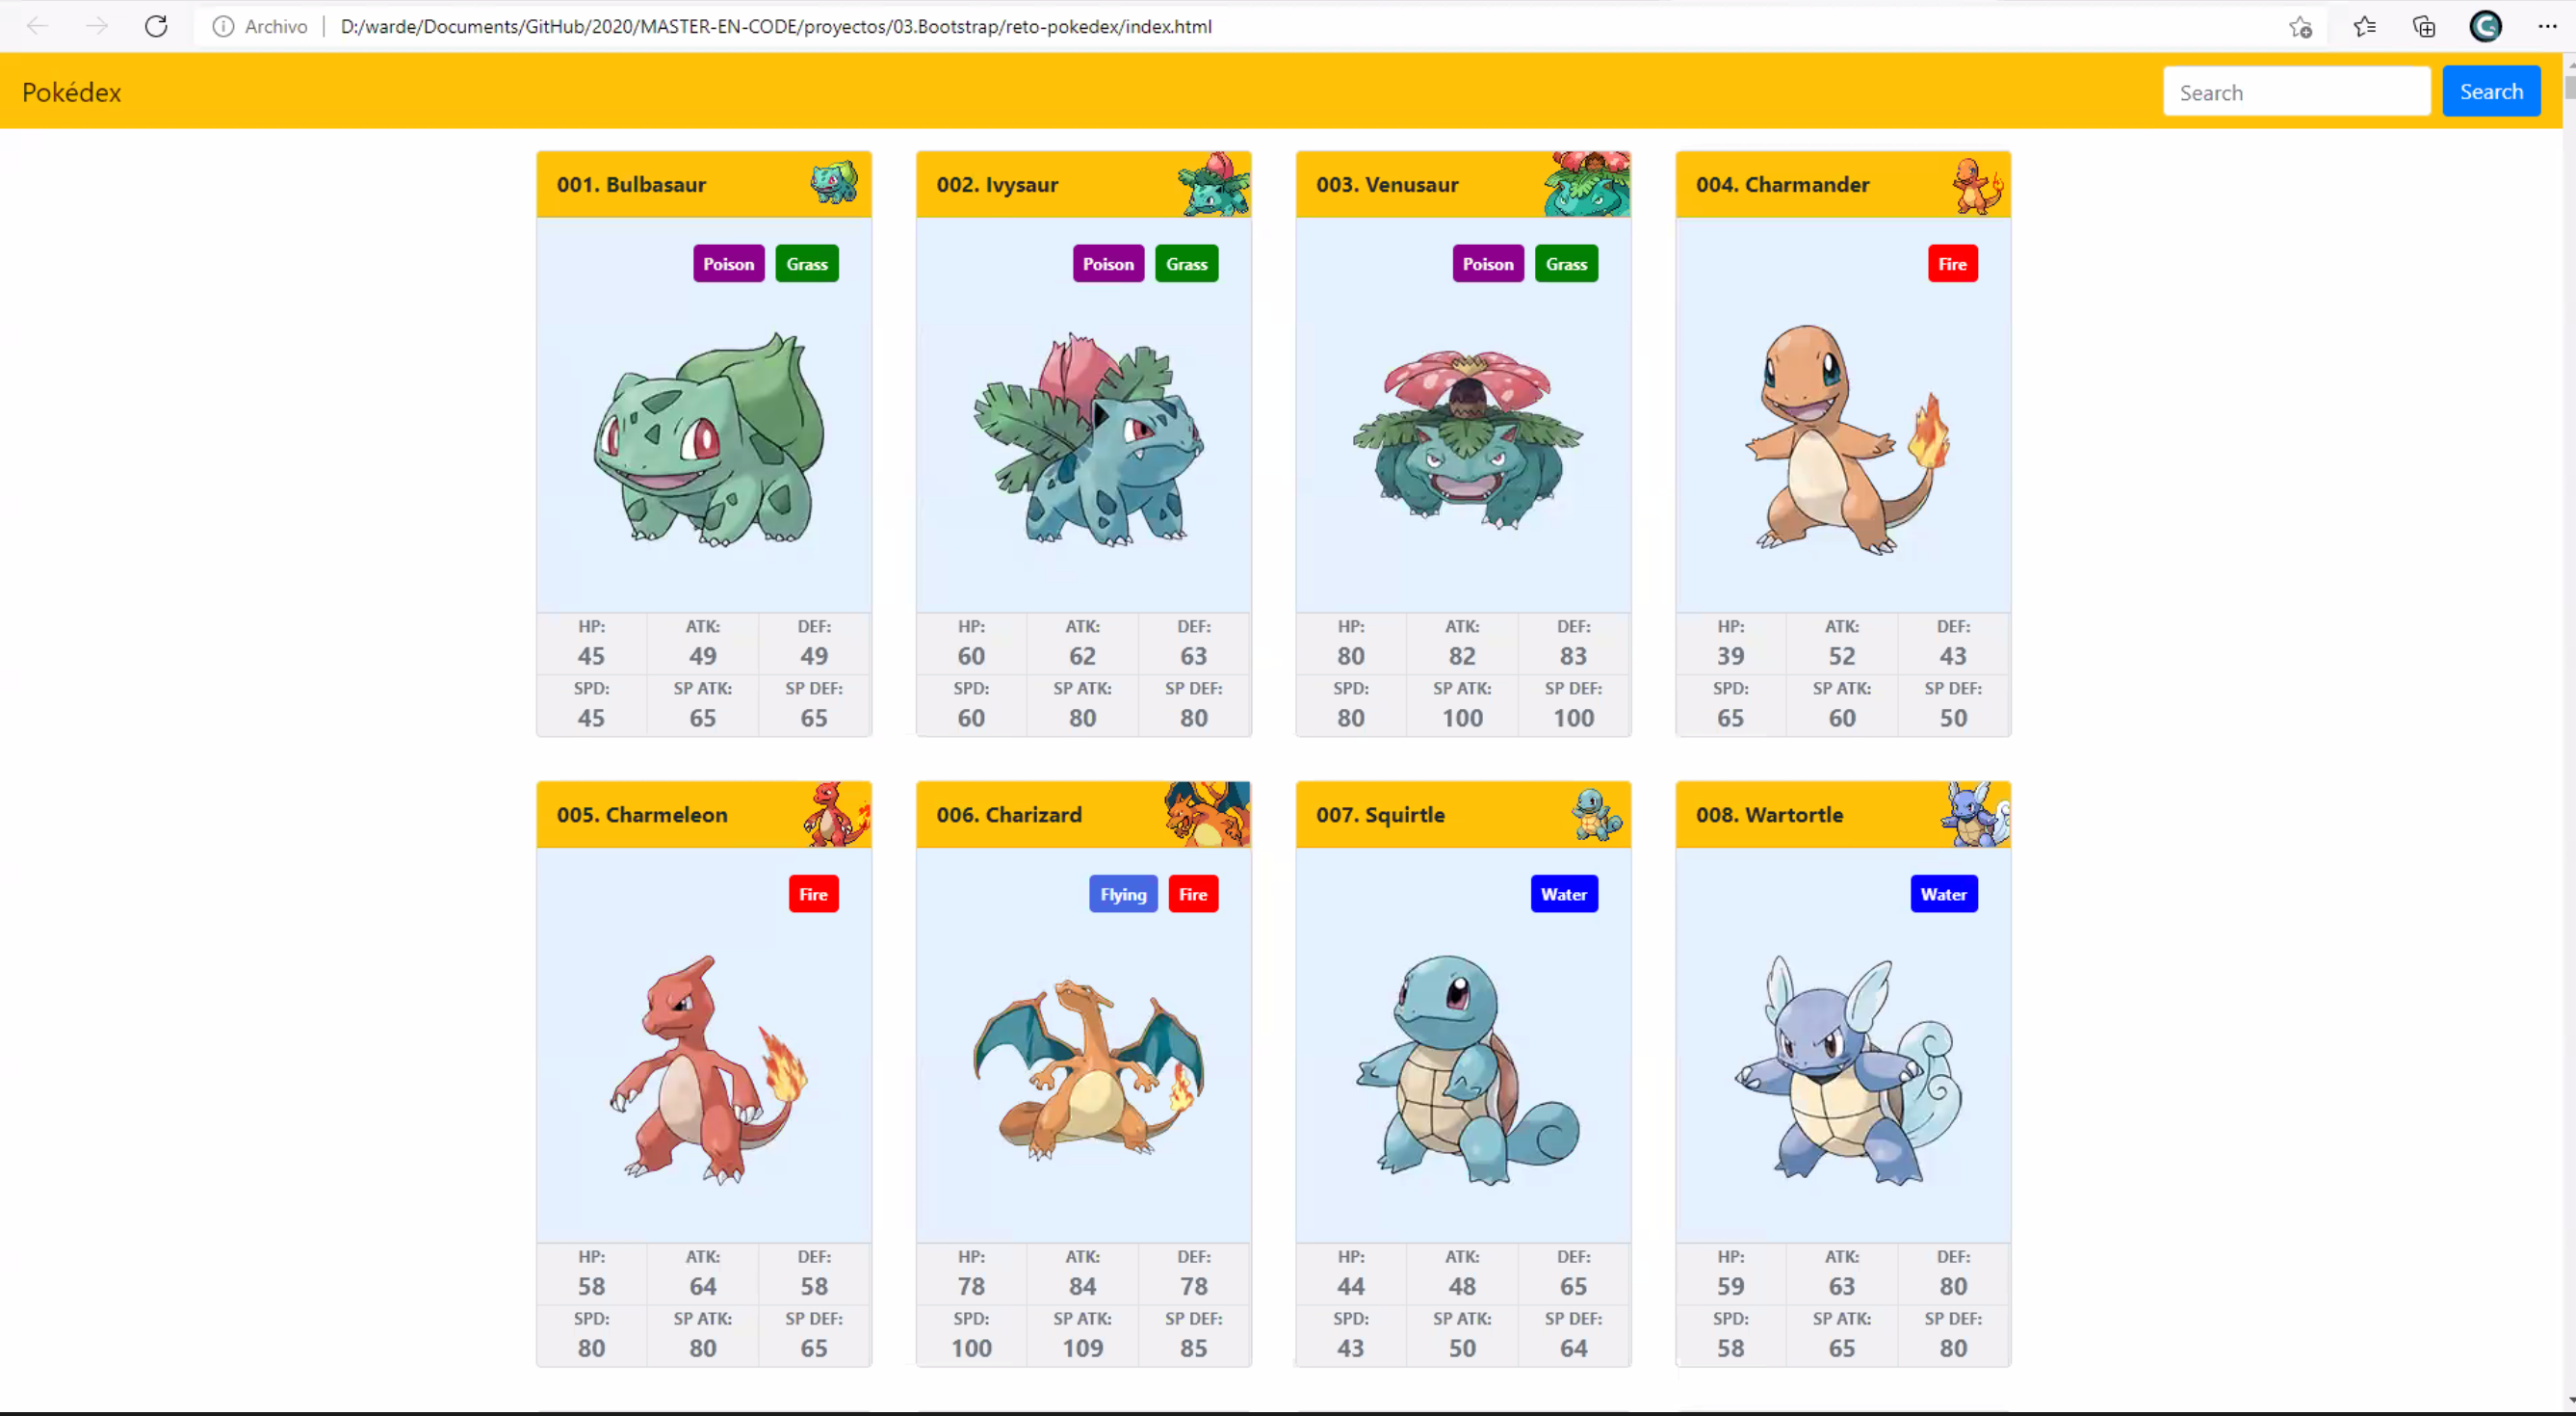 Archivo D:/warde/Documents/GitHub/2020/MASTER-EN-CODE/proyectos/03.Bootstrap/reto-pokedex/index.html
Pokédex Search Search
001. Bulbasaur 002. Ivysaur 003. Venusaur 004. Charmander
Poison Grass Poison Grass Poison Grass Fire
HP: ATK: DEF: HP: ATK: DEF: HP: ATK: DEF: HP: ATK: DEF:
45 49 49 60 62 63 80 82 83 39 52 43
SPD: SP ATK: SP DEF: SPD: SP ATK: SP DEF: SPD: SP ATK: SP DEF: SPD: SP ATK: SP DEF:
45 65 65 60 80 80 80 100 100 65 60 50
005. Charmeleon 006. Charizard 007. Squirtle 008. Wartortle
Fire Flying Fire Water Water
HP: ATK: DEF: HP: ATK: DEF: HP: ATK: DEF: HP: ATK: DEF:
58 64 58 78 84 78 44 48 65 59 63 80
SPD: SP ATK: SP DEF: SPD: SP ATK: SP DEF: SPD: SP ATK: SP DEF: SPD: SP ATK: SP DEF:
80 80 65 100 109 85 43 50 64 58 65 80